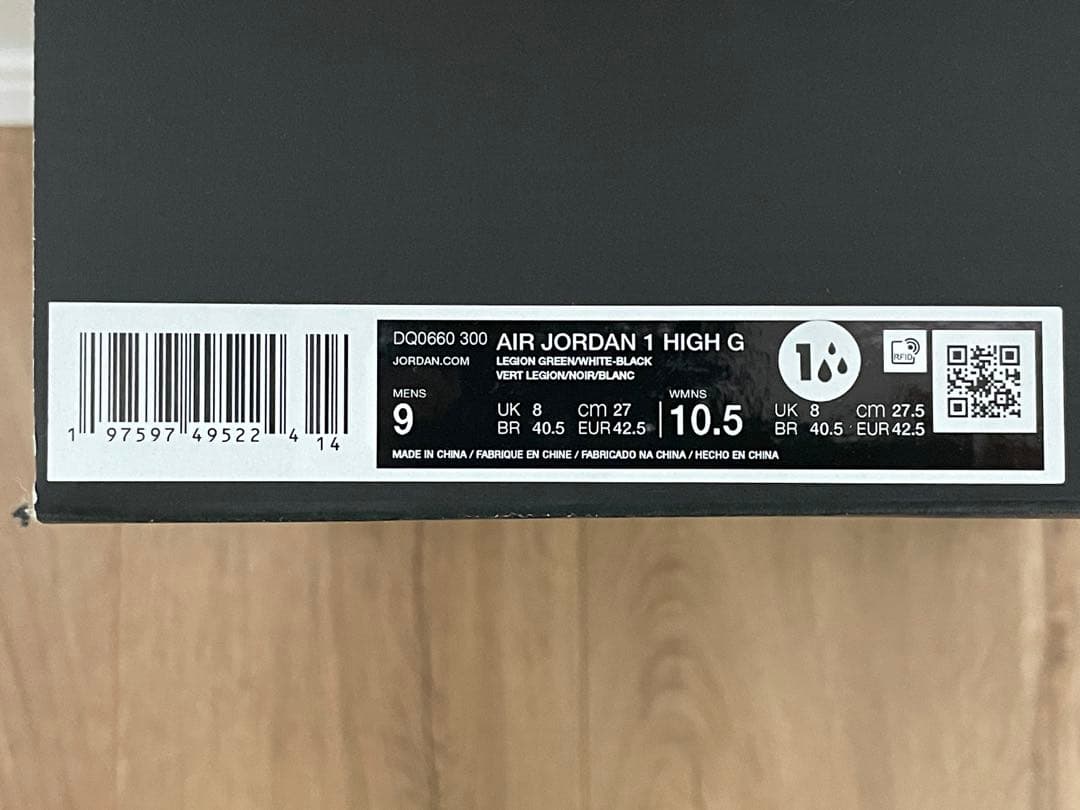 1 97597 49522 4 14
DQ0660 300 AIR JORDAN 1 HIGH G
JORDAN.COM
LEGION GREEN/WHITE-BLACK
VERT LEGION/NOIR/BLANC
MENS
9
UK 8 cm 27
BR 40.5 EUR 42.5
WMNS
10.5
UK 8 cm 27.5
BR 40.5 EUR 42.5
MADE IN CHINA / FABRIQUE EN CHINE / FABRICADO NA CHINA / HECHO EN CHINA
1
RFID